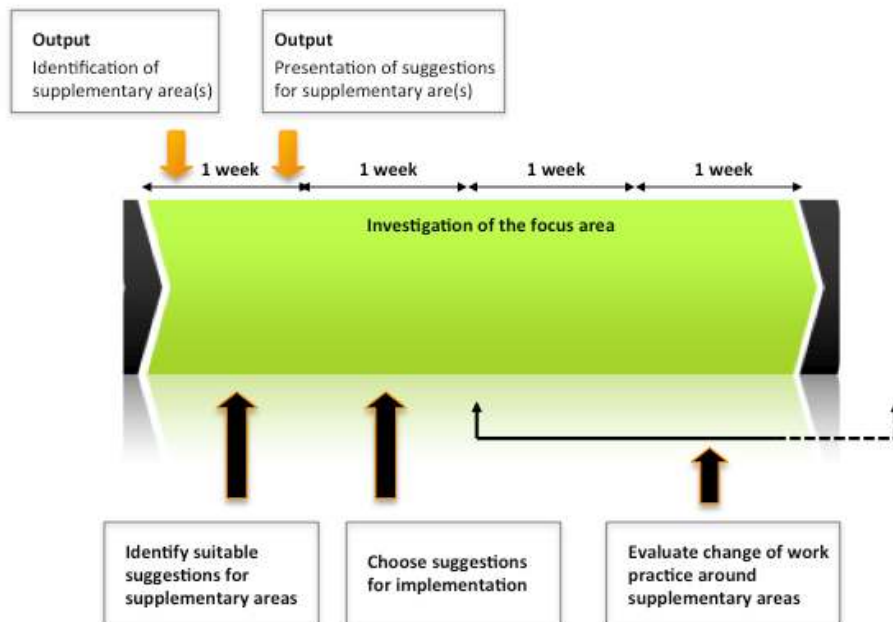 Output
Identification of
supplementary area(s)
Output
Presentation of suggestions
for supplementary are(s)
1 week
1 week
1 week
1 week
Investigation of the focus area
Identify suitable
suggestions for
supplementary areas
Choose suggestions
for implementation
Evaluate change of work
practice around
supplementary areas